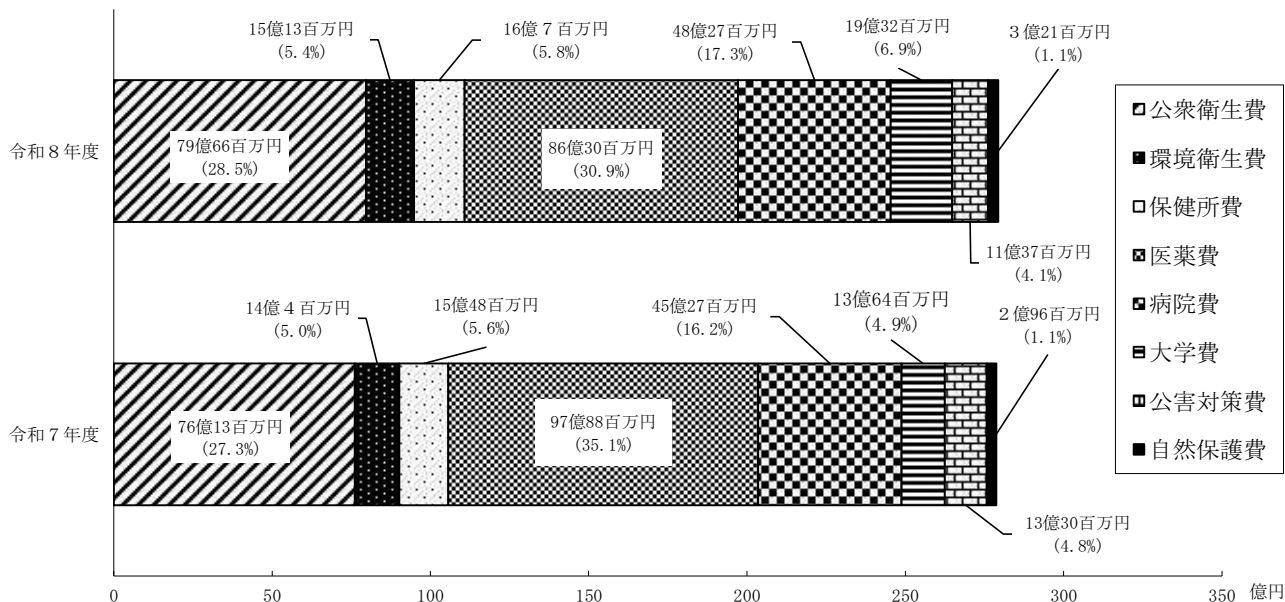 15億13百万円
(5.4%)
16億７百万円
(5.8%)
48億27百万円
(17.3%)
19億32百万円
(6.9%)
３億21百万円
(1.1%)
令和８年度
79億66百万円
(28.5%)
86億30百万円
(30.9%)
11億37百万円
(4.1%)
14億４百万円
(5.0%)
15億48百万円
(5.6%)
45億27百万円
(16.2%)
13億64百万円
(4.9%)
２億96百万円
(1.1%)
令和７年度
76億13百万円
(27.3%)
97億88百万円
(35.1%)
13億30百万円
(4.8%)
0 50 100 150 200 250 300 350 億円
公衆衛生費
環境衛生費
保健所費
医薬費
病院費
大学費
公害対策費
自然保護費